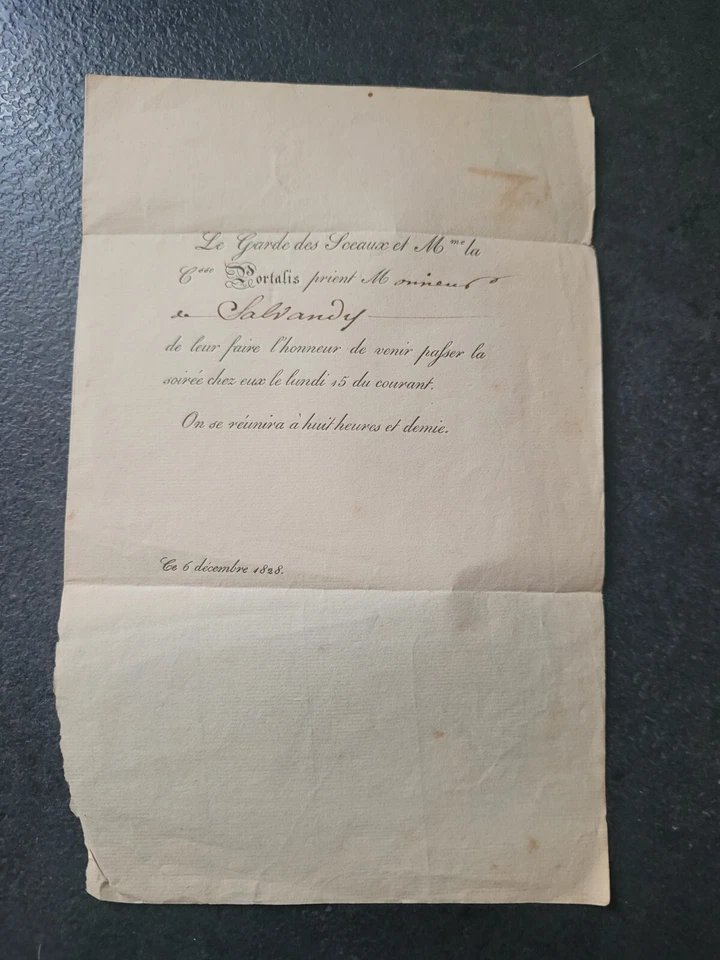 Le Garde des Sceaux et M^me la
C^sse Portalis prient Monsieur
de Salvandy
de leur faire l'honneur de venir paſser la
soirée chez eux le lundi 15 du courant.
On se réunira à huit heures et demie.
Ce 6 décembre 1828.